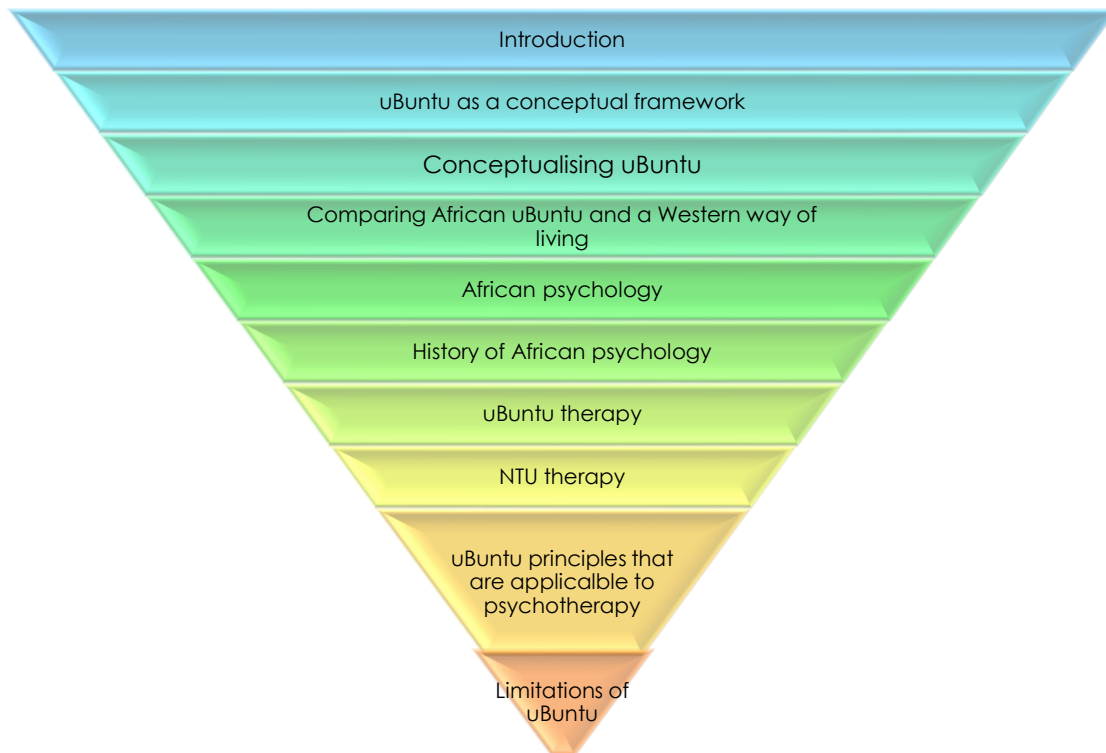 Introduction
uBuntu as a conceptual framework
Conceptualising uBuntu
Comparing African uBuntu and a Western way of
living
African psychology
History of African psychology
uBuntu therapy
NTU therapy
uBuntu principles that
are applicalble to
psychotherapy
Limitations of
uBuntu